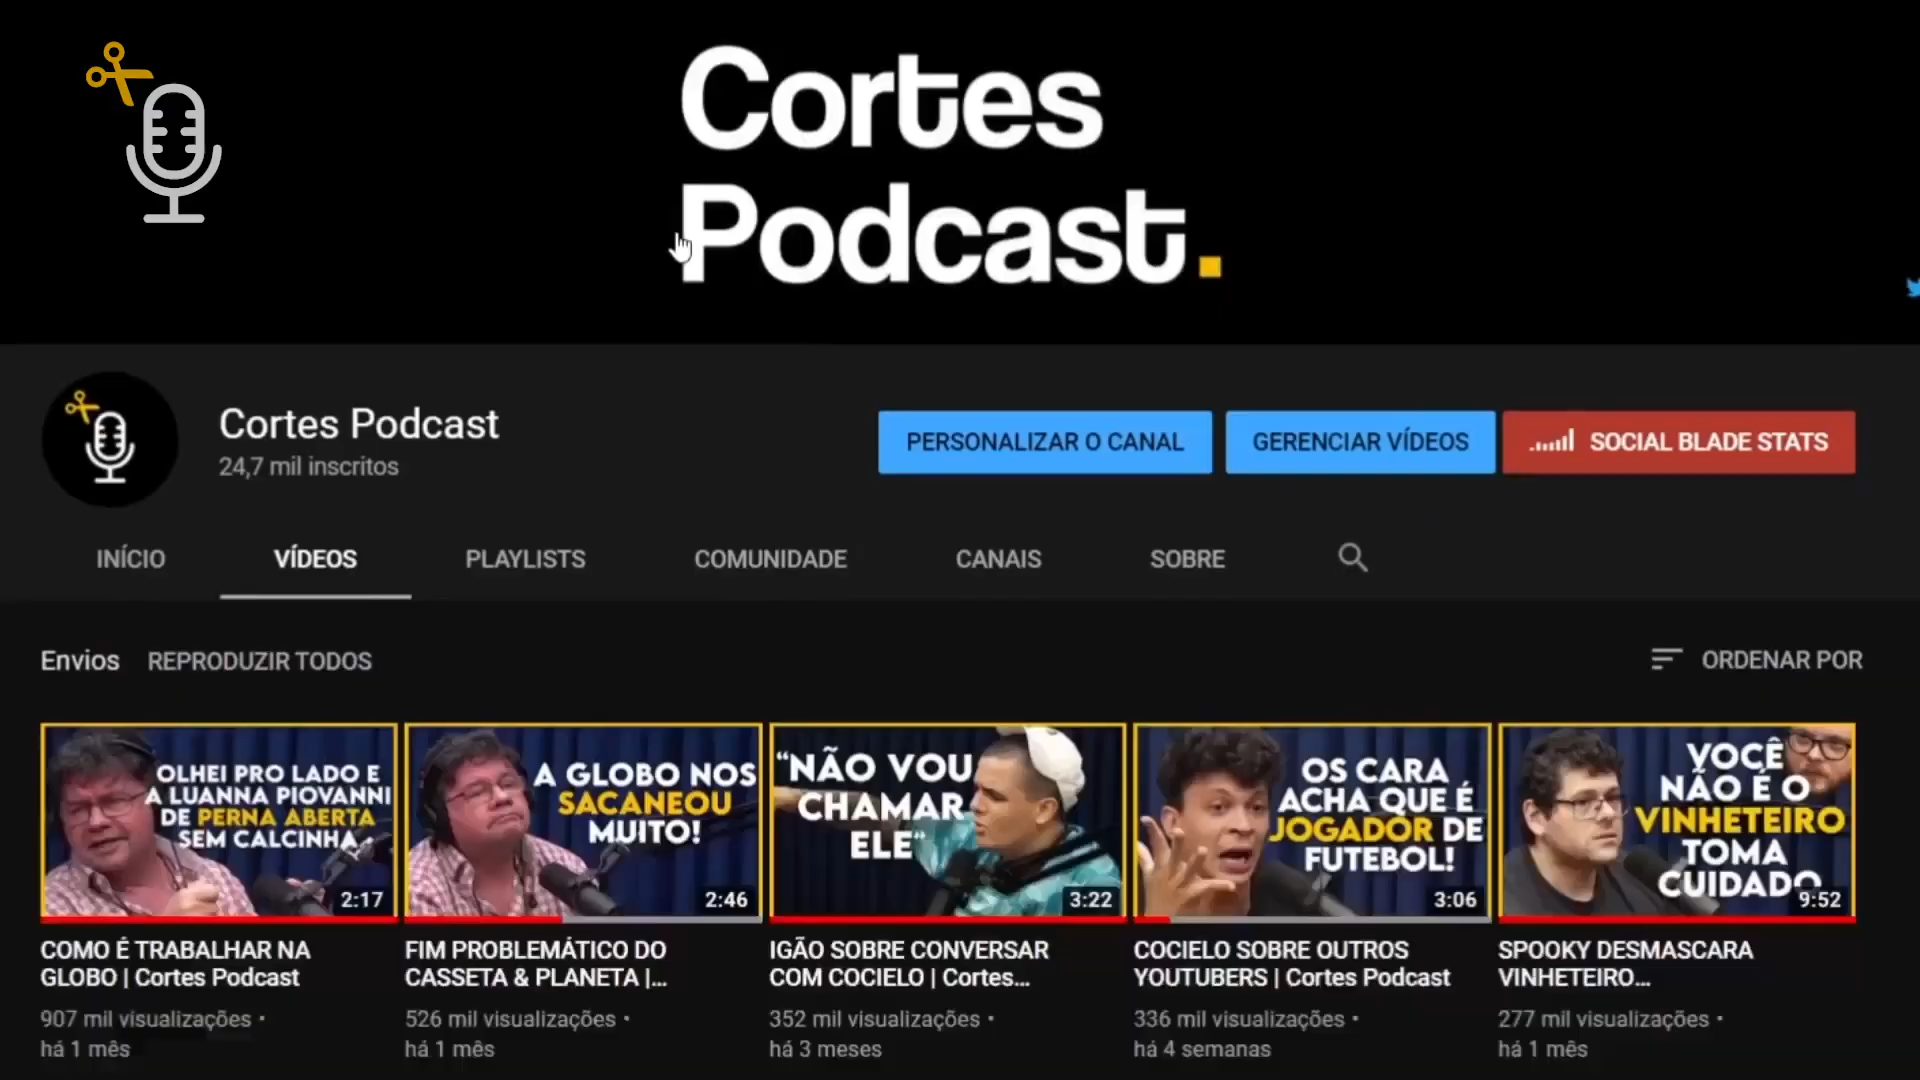 Cortes
Podcast.
Cortes Podcast
24,7 mil inscritos
PERSONALIZAR O CANAL
GERENCIAR VÍDEOS
SOCIAL BLADE STATS
INÍCIO
VÍDEOS
PLAYLISTS
COMUNIDADE
CANAIS
SOBRE
Envios
REPRODUZIR TODOS
ORDENAR POR
OLHEI PRO LADO E
A LUANNA PIOVANNI
DE PERNA ABERTA
SEM CALCINHA
2:17
A GLOBO NOS
SACANEOU
MUITO!
2:46
“NÃO VOU
CHAMAR
ELE“
3:22
OS CARA
ACHA QUE É
JOGADOR DE
FUTEBOL!
3:06
VOCÊ
NÃO É O
VINHETEIRO
TOMA
CUIDADO
9:52
COMO É TRABALHAR NA
GLOBO | Cortes Podcast
907 mil visualizações •
há 1 mês
FIM PROBLEMÁTICO DO
CASSETA & PLANETA |...
526 mil visualizações •
há 1 mês
IGÃO SOBRE CONVERSAR
COM COCIELO | Cortes...
352 mil visualizações •
há 3 meses
COCIELO SOBRE OUTROS
YOUTUBERS | Cortes Podcast
336 mil visualizações •
há 4 semanas
SPOOKY DESMASCARA
VINHETEIRO...
277 mil visualizações •
há 1 mês